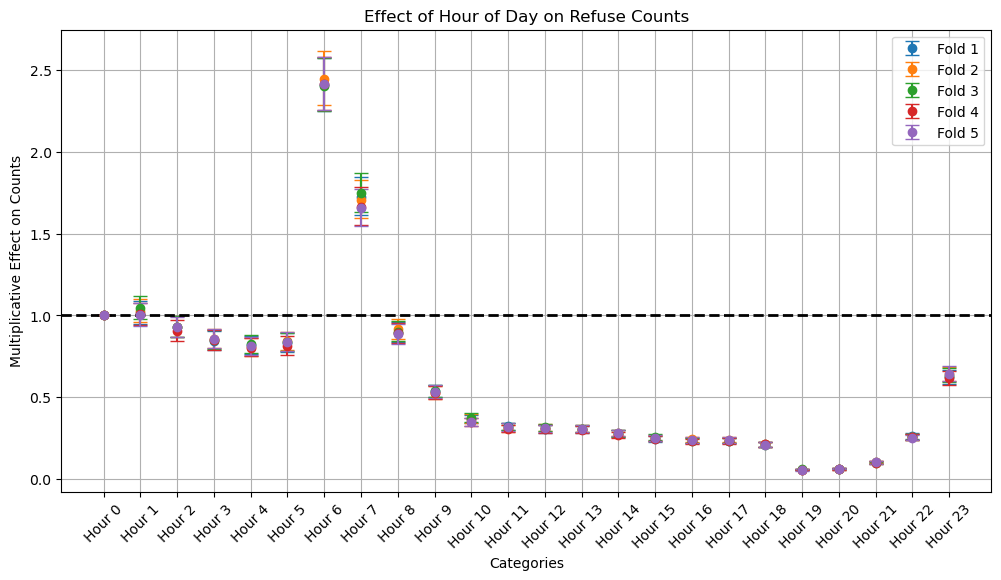 Effect of Hour of Day on Refuse Counts
Multiplicative Effect on Counts
2.5
2.0
1.5
1.0
0.5
0.0
Fold 1
Fold 2
Fold 3
Fold 4
Fold 5
Hour 0
Hour 1
Hour 2
Hour 3
Hour 4
Hour 5
Hour 6
Hour 7
Hour 8
Hour 9
Hour 10
Hour 11
Hour 12
Hour 13
Hour 14
Hour 15
Hour 16
Hour 17
Hour 18
Hour 19
Hour 20
Hour 21
Hour 22
Hour 23
Categories